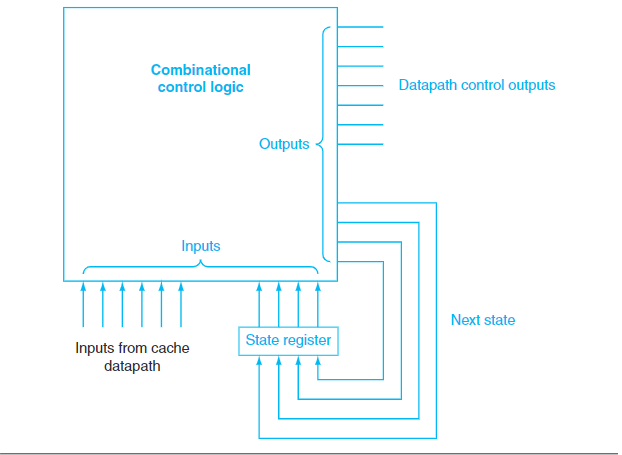 Combinational
control logic
Datapath control outputs
Outputs
Inputs
Next state
State register
Inputs from cache
datapath